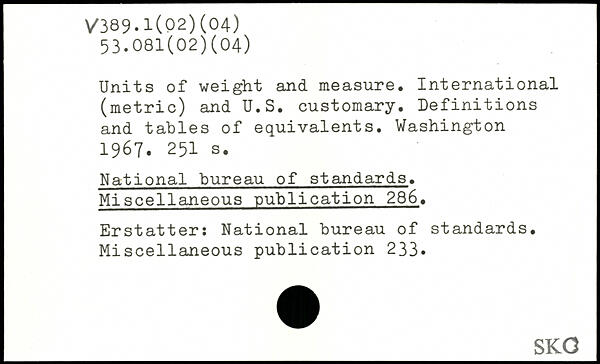 V389.1(02)(04)
53.081(02)(04)
Units of weight and measure. International
(metric) and U.S. customary. Definitions
and tables of equivalents. Washington
1967. 251 s.
National bureau of standards.
Miscellaneous publication 286.
Erstatter: National bureau of standards.
Miscellaneous publication 233.
SKC